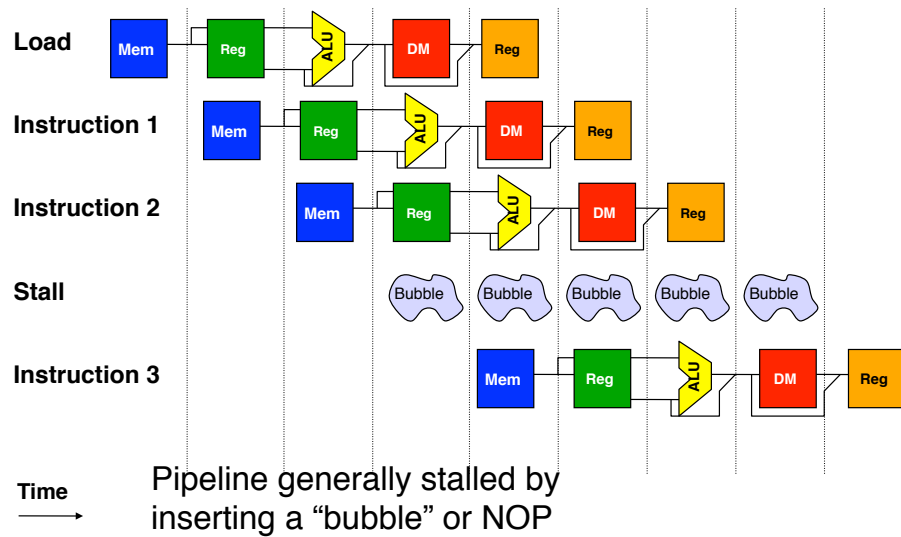 Load Mem Reg ALU DM Reg
Instruction 1 Mem Reg ALU DM Reg
Instruction 2 Mem Reg ALU DM Reg
Stall Bubble Bubble Bubble Bubble Bubble
Instruction 3 Mem Reg ALU DM Reg
Time
Pipeline generally stalled by
inserting a “bubble” or NOP